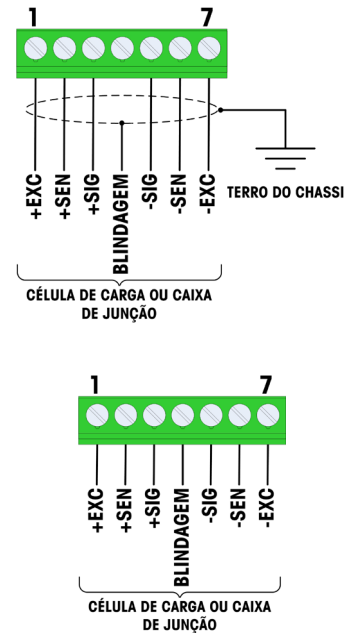 1 7
+EXC
+SEN
+SIG
BLINDAGEM
-SIG
-SEN
-EXC
TERRO DO CHASSI
CÉLULA DE CARGA OU CAIXA
DE JUNÇÃO
1 7
+EXC
+SEN
+SIG
BLINDAGEM
-SIG
-SEN
-EXC
CÉLULA DE CARGA OU CAIXA
DE JUNÇÃO